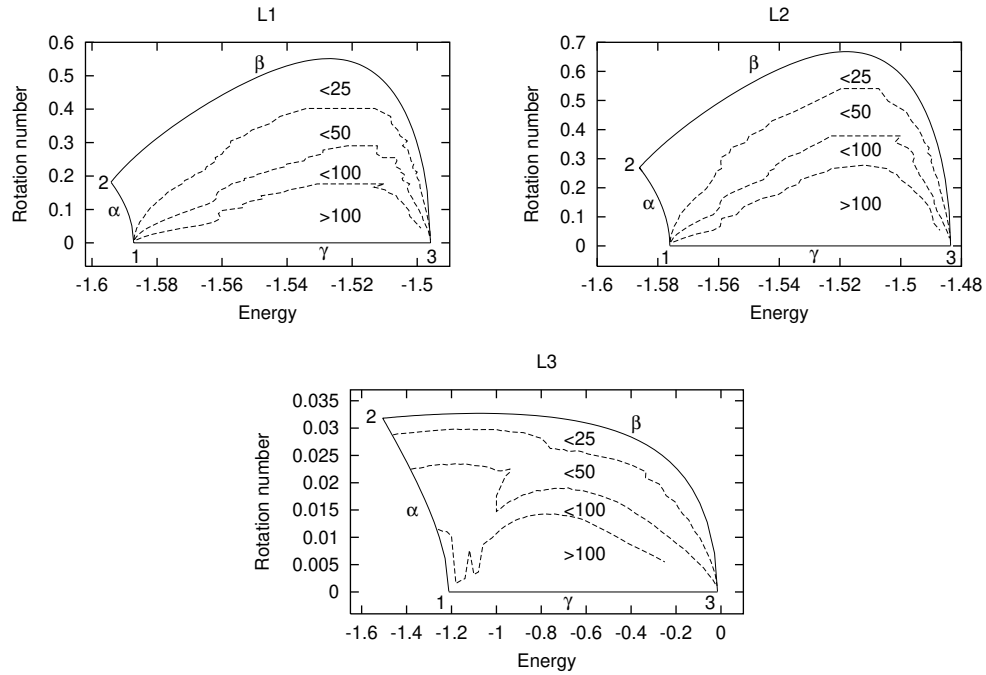 L1
0.6
0.5
0.4
0.3
0.2
0.1
0
Rotation number
β
<25
<50
<100
>100
2
α
1
γ
3
-1.6 -1.58 -1.56 -1.54 -1.52 -1.5
Energy
L2
0.7
0.6
0.5
0.4
0.3
0.2
0.1
0
Rotation number
β
<25
<50
<100
>100
2
α
1
γ
3
-1.6 -1.58 -1.56 -1.54 -1.52 -1.5 -1.48
Energy
L3
0.035
0.03
0.025
0.02
0.015
0.01
0.005
0
Rotation number
2
β
<25
<50
<100
>100
α
1
γ
3
-1.6 -1.4 -1.2 -1 -0.8 -0.6 -0.4 -0.2 0
Energy